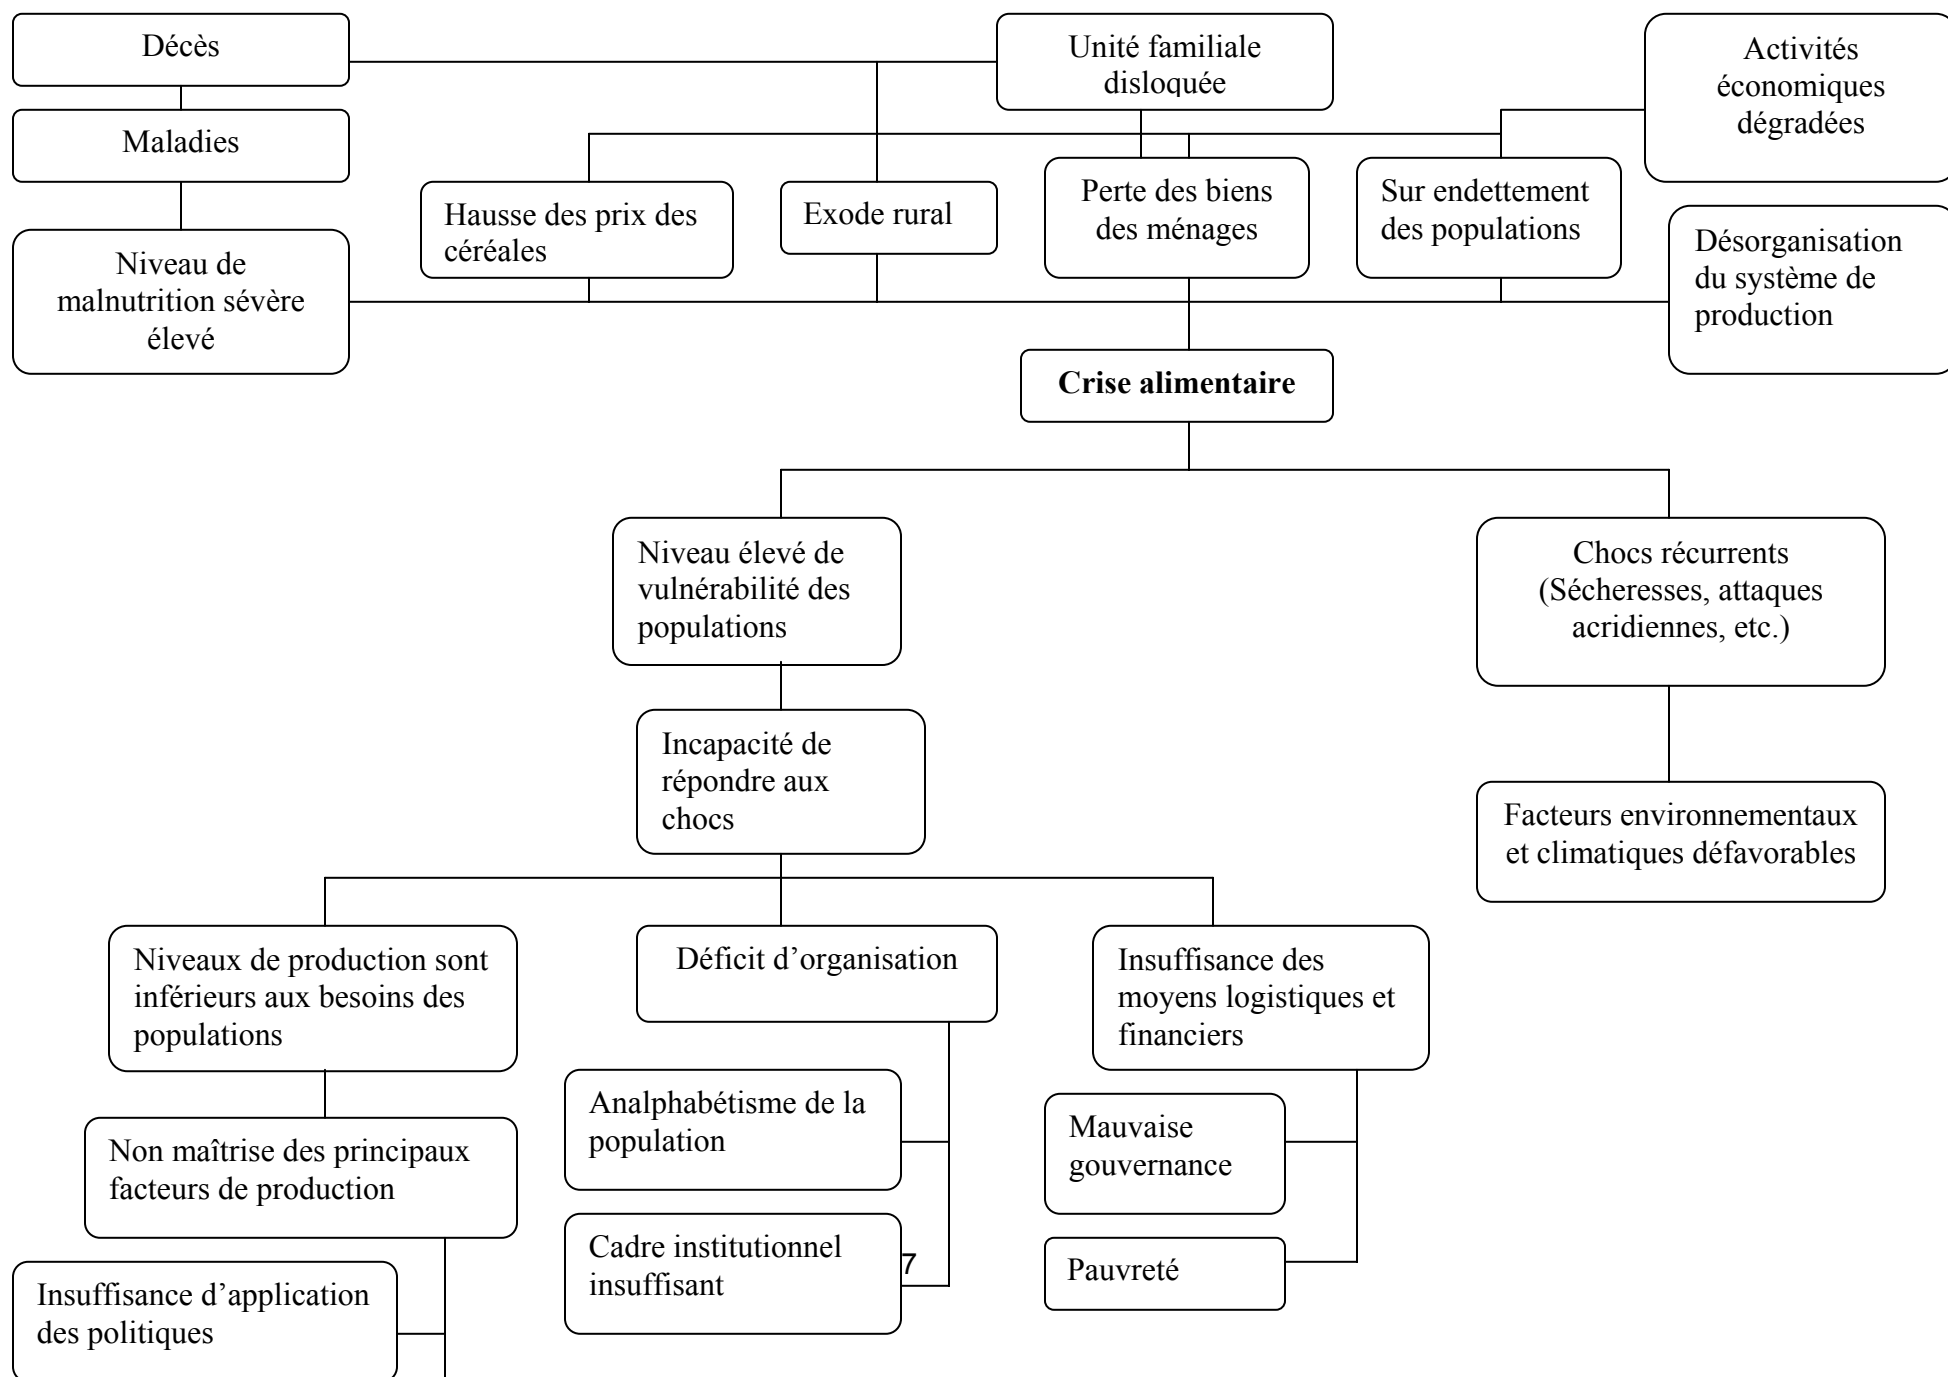 Décès
Unité familiale
disloquée
Activités
économiques
dégradées
Maladies
Hausse des prix des
céréales
Exode rural
Perte des biens
des ménages
Sur endettement
des populations
Niveau de
malnutrition sévère
élevé
Désorganisation
du système de
production
Crise alimentaire
Niveau élevé de
vulnérabilité des
populations
Chocs récurrents
(Sécheresses, attaques
acridiennes, etc.)
Incapacité de
répondre aux
chocs
Facteurs environnementaux
et climatiques défavorables
Niveaux de production sont
inférieurs aux besoins des
populations
Déficit d’organisation
Insuffisance des
moyens logistiques et
financiers
Non maîtrise des principaux
facteurs de production
Analphabétisme de la
population
Mauvaise
gouvernance
Insuffisance d’application
des politiques
Cadre institutionnel
insuffisant
7
Pauvreté